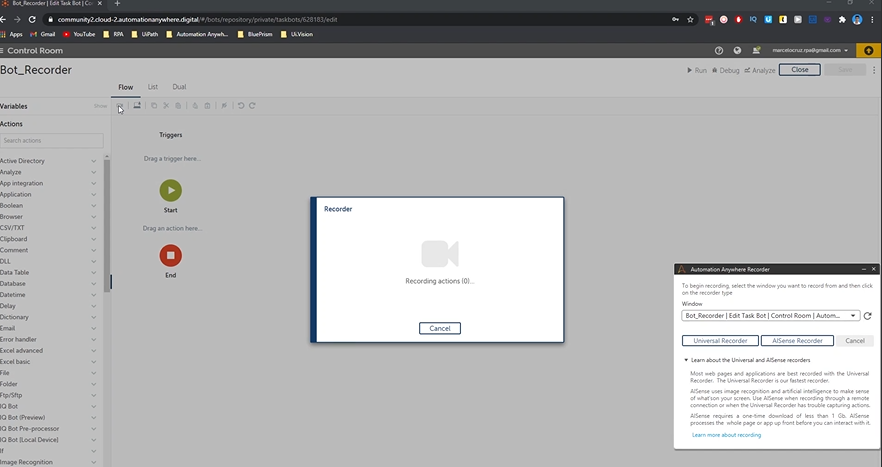 Bot_Recorder | Edit Task Bot | Cont
community2.cloud-2.automationanywhere.digital/#/bots/repository/private/taskbots/628183/edit
Apps
Gmail
YouTube
RPA
UiPath
Automation Anywh...
BluePrism
Ui.Vision
Control Room
marcelocruz.rpa@gmail.com
Bot_Recorder
Run
Debug
Analyze
Close
Save
Flow
List
Dual
Variables
Show
Actions
Search actions
Active Directory
Analyze
App integration
Application
Boolean
Browser
CSV/TXT
Clipboard
Comment
DLL
Data Table
Database
Datetime
Delay
Dictionary
Email
Error handler
Excel advanced
Excel basic
File
Folder
Ftp/Sftp
IQ Bot
IQ Bot (Preview)
IQ Bot Pre-processor
IQ Bot (Local Device)
If
Image Recognition
Triggers
Drag a trigger here...
Start
Drag an action here...
End
Recorder
Recording actions (0)...
Cancel
Automation Anywhere Recorder
To begin recording, select the window you want to record from and then click
on the recorder type
Window
Bot_Recorder | Edit Task Bot | Control Room | Autom...
Universal Recorder
AISense Recorder
Cancel
Learn about the Universal and AISense recorders
Most web pages and applications are best recorded with the Universal
Recorder. The Universal Recorder is our fastest recorder.
AISense uses image recognition and artificial intelligence to make sense
of what'son your screen. Use AISense when recording through a remote
connection or when the Universal Recorder has trouble capturing actions.
AISense requires a one-time download of less than 1 Gb. AISense
processes the whole page or app up front before you can interact with it.
Learn more about recording